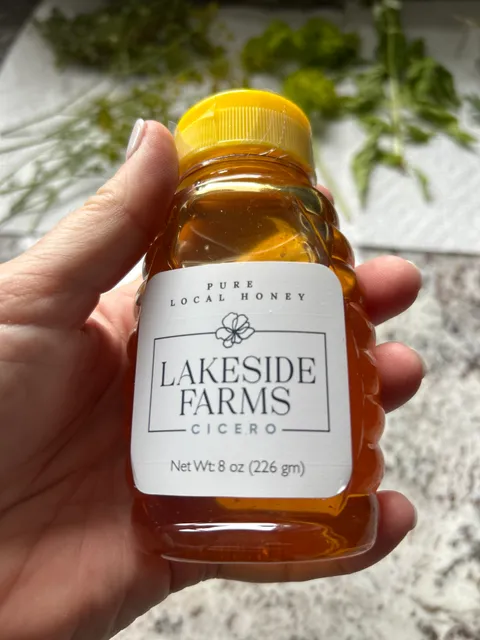 PURE
LOCAL HONEY
LAKESIDE
FARMS
CICERO
Net Wt: 8 oz (226 gm)